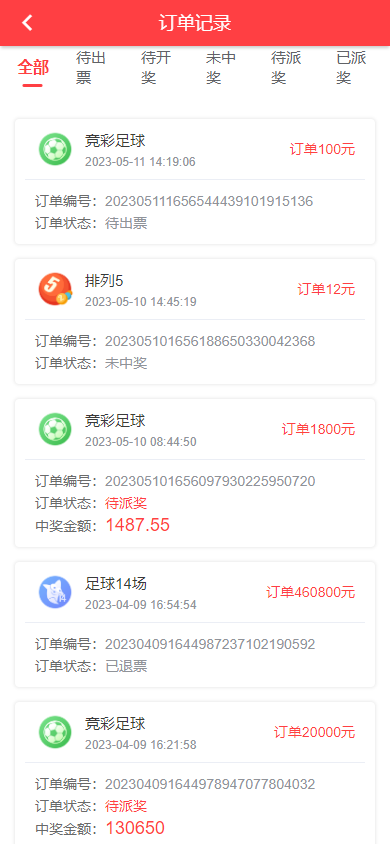 订单记录
全部
待出票
待开奖
未中奖
待派奖
已派奖
竞彩足球
订单100元
2023-05-11 14:19:06
订单编号：202305111656544439101915136
订单状态：待出票
排列5
订单12元
2023-05-10 14:45:19
订单编号：202305101656188650330042368
订单状态：未中奖
竞彩足球
订单1800元
2023-05-10 08:44:50
订单编号：202305101656097930225950720
订单状态：待派奖
中奖金额：1487.55
足球14场
订单460800元
2023-04-09 16:54:54
订单编号：202304091644987237102190592
订单状态：已退票
竞彩足球
订单20000元
2023-04-09 16:21:58
订单编号：202304091644978947077804032
订单状态：待派奖
中奖金额：130650